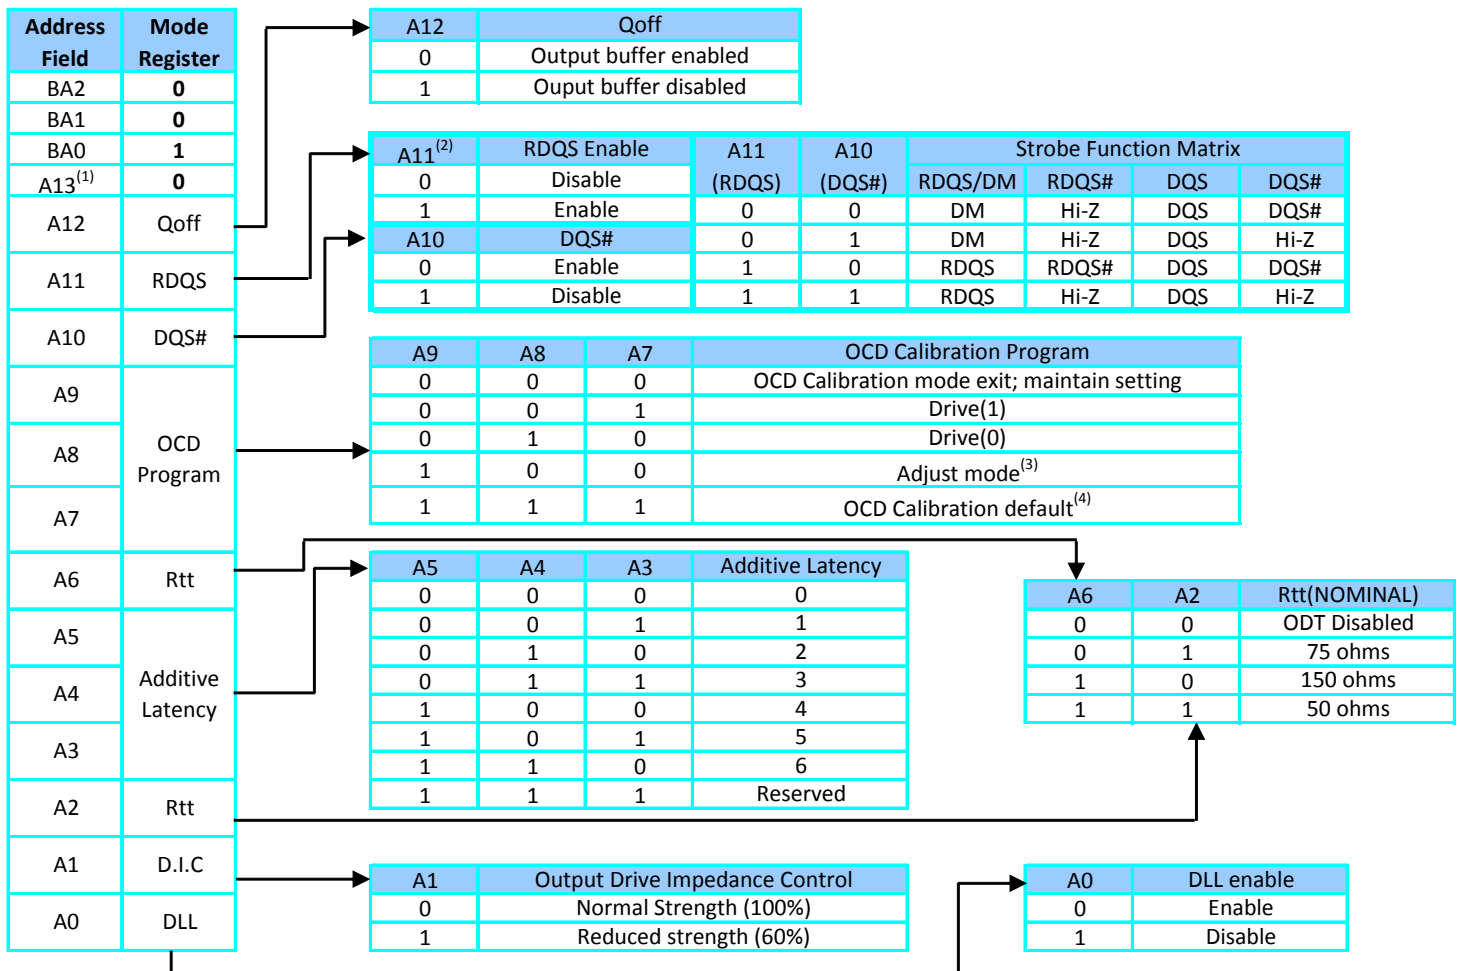 Address Field Mode Register
BA2 0
BA1 0
BA0 1
A13(1) 0
A12 Qoff
A11 RDQS
A10 DQS#
A9
A8
A7
OCD Program
A6 Rtt
A5
A4
A3
Additive Latency
A2 Rtt
A1 D.I.C
A0 DLL
A12 Qoff
0 Output buffer enabled
1 Ouput buffer disabled
A11(2) RDQS Enable
0 Disable
1 Enable
A10 DQS#
0 Enable
1 Disable
A11 (RDQS) A10 (DQS#) Strobe Function Matrix
RDQS/DM RDQS# DQS DQS#
0 0 DM Hi-Z DQS DQS#
0 1 DM Hi-Z DQS Hi-Z
1 0 RDQS RDQS# DQS DQS#
1 1 RDQS Hi-Z DQS Hi-Z
A9 A8 A7 OCD Calibration Program
0 0 0 OCD Calibration mode exit; maintain setting
0 0 1 Drive(1)
0 1 0 Drive(0)
1 0 0 Adjust mode(3)
1 1 1 OCD Calibration default(4)
A5 A4 A3 Additive Latency
0 0 0 0
0 0 1 1
0 1 0 2
0 1 1 3
1 0 0 4
1 0 1 5
1 1 0 6
1 1 1 Reserved
A6 A2 Rtt(NOMINAL)
0 0 ODT Disabled
0 1 75 ohms
1 0 150 ohms
1 1 50 ohms
A1 Output Drive Impedance Control
0 Normal Strength (100%)
1 Reduced strength (60%)
A0 DLL enable
0 Enable
1 Disable